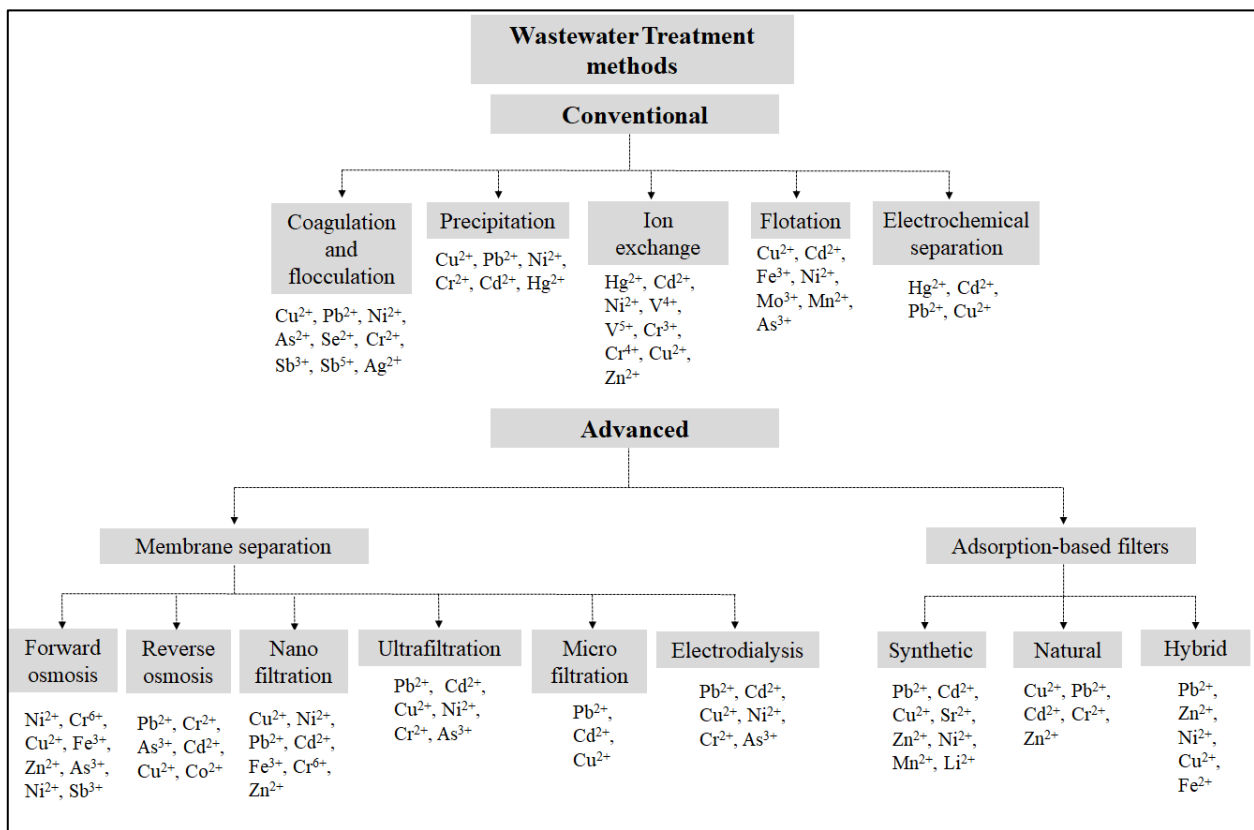 Wastewater Treatment
methods
Conventional
Coagulation
and
flocculation
Cu²⁺, Pb²⁺, Ni²⁺,
As²⁺, Se²⁺, Cr²⁺,
Sb³⁺, Sb⁵⁺, Ag²⁺
Precipitation
Cu²⁺, Pb²⁺, Ni²⁺,
Cr²⁺, Cd²⁺, Hg²⁺
Ion
exchange
Hg²⁺, Cd²⁺,
Ni²⁺, V⁴⁺,
V⁵⁺, Cr³⁺,
Cr⁴⁺, Cu²⁺,
Zn²⁺
Flotation
Cu²⁺, Cd²⁺,
Fe³⁺, Ni²⁺,
Mo³⁺, Mn²⁺,
As³⁺
Electrochemical
separation
Hg²⁺, Cd²⁺,
Pb²⁺, Cu²⁺
Advanced
Membrane separation
Forward
osmosis
Ni²⁺, Cr⁶⁺,
Cu²⁺, Fe³⁺,
Zn²⁺, As³⁺,
Ni²⁺, Sb³⁺
Reverse
osmosis
Pb²⁺, Cr²⁺,
As³⁺, Cd²⁺,
Cu²⁺, Co²⁺
Nano
filtration
Cu²⁺, Ni²⁺,
Pb²⁺, Cd²⁺,
Fe³⁺, Cr⁶⁺,
Zn²⁺
Ultrafiltration
Pb²⁺, Cd²⁺,
Cu²⁺, Ni²⁺,
Cr²⁺, As³⁺
Micro
filtration
Pb²⁺,
Cd²⁺,
Cu²⁺
Electrodialysis
Pb²⁺, Cd²⁺,
Cu²⁺, Ni²⁺,
Cr²⁺, As³⁺
Adsorption-based filters
Synthetic
Pb²⁺, Cd²⁺,
Cu²⁺, Sr²⁺,
Zn²⁺, Ni²⁺,
Mn²⁺, Li²⁺
Natural
Cu²⁺, Pb²⁺,
Cd²⁺, Cr²⁺,
Zn²⁺
Hybrid
Pb²⁺,
Zn²⁺,
Ni²⁺,
Cu²⁺,
Fe²⁺